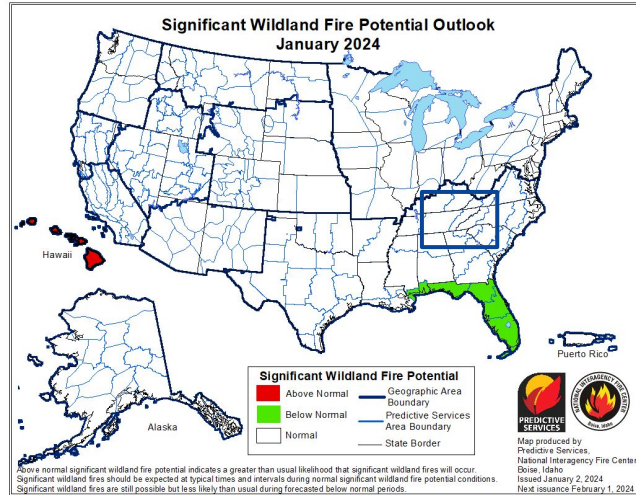 Significant Wildland Fire Potential Outlook
January 2024
Hawaii
Alaska
Puerto Rico
Significant Wildland Fire Potential
Above Normal
Below Normal
Normal
Geographic Area
Boundary
Predictive Services
Area Boundary
State Border
PREDICTIVE
SERVICES
NATIONAL INTERAGENCY FIRE CENTER
Boise, Idaho
Map produced by
Predictive Services,
National Interagency Fire Center
Boise, Idaho
Issued January 2, 2024
Next issuance February 1, 2024
Above normal significant wildland fire potential indicates a greater than usual likelihood that significant wildland fires will occur.
Significant wildland fires should be expected at typical times and intervals during normal significant wildland fire potential conditions.
Significant wildland fires are still possible but less likely than usual during forecasted below normal periods.